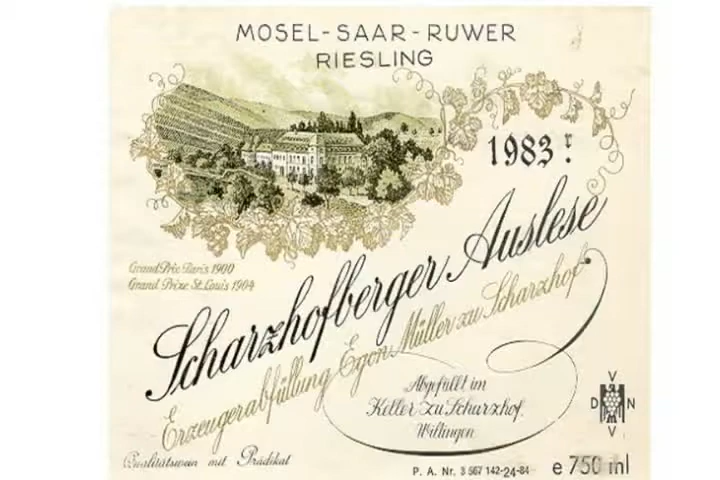 MOSEL-SAAR-RUWER
RIESLING
1983er
Grand Prix Paris 1900
Grand Prize St. Louis 1904
Scharzhofberger Auslese
Erzeugerabfüllung Egon Müller zu Scharzhof
Abgefüllt im
Keller zu Scharzhof
Wiltingen
V
D N
V
Qualitätswein mit Prädikat
P. A. Nr. 3 567 142-24-84
e 750 ml